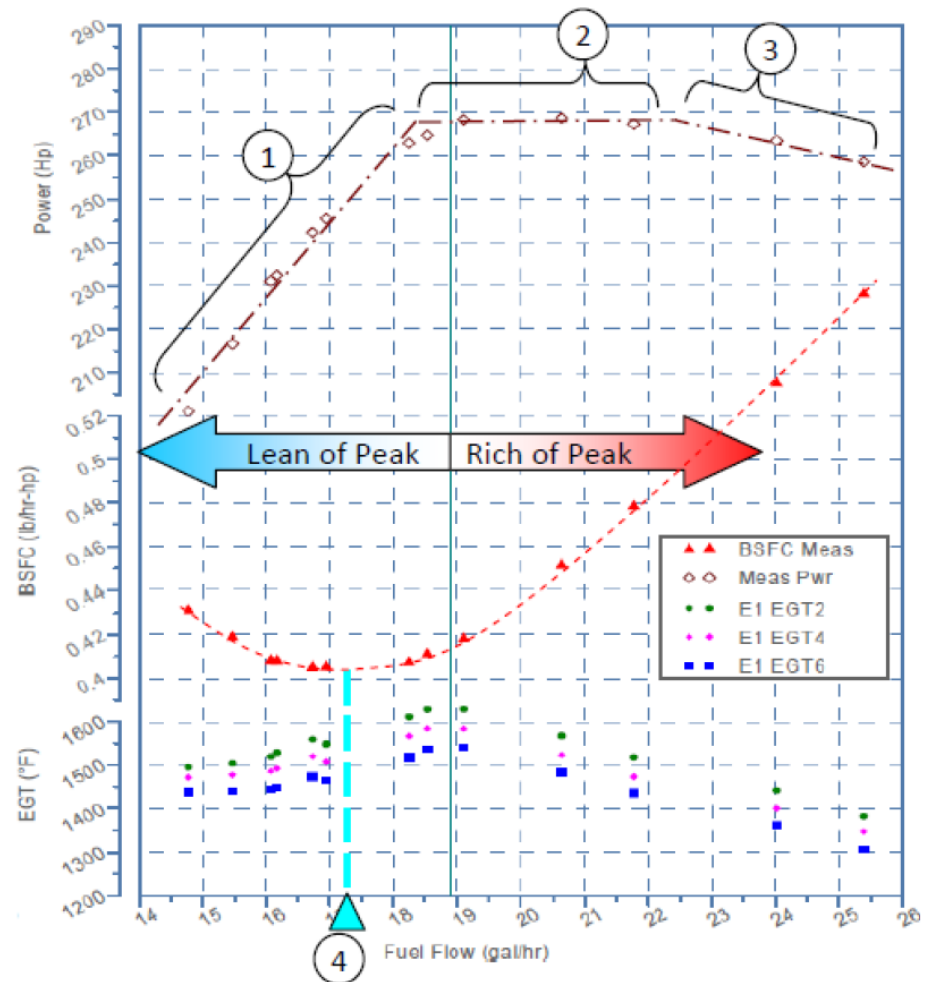 290
280
270
260
250
240
230
220
210
Power (Hp)
1
2
3
0.52
0.5
0.48
0.46
0.44
0.42
0.4
BSFC (lb/hr-hp)
Lean of Peak
Rich of Peak
BSFC Meas
Meas Pwr
E1 EGT2
E1 EGT4
E1 EGT6
1600
1500
1400
1300
1200
EGT (°F)
14 15 16 17 18 19 20 21 22 23 24 25 26
Fuel Flow (gal/hr)
4